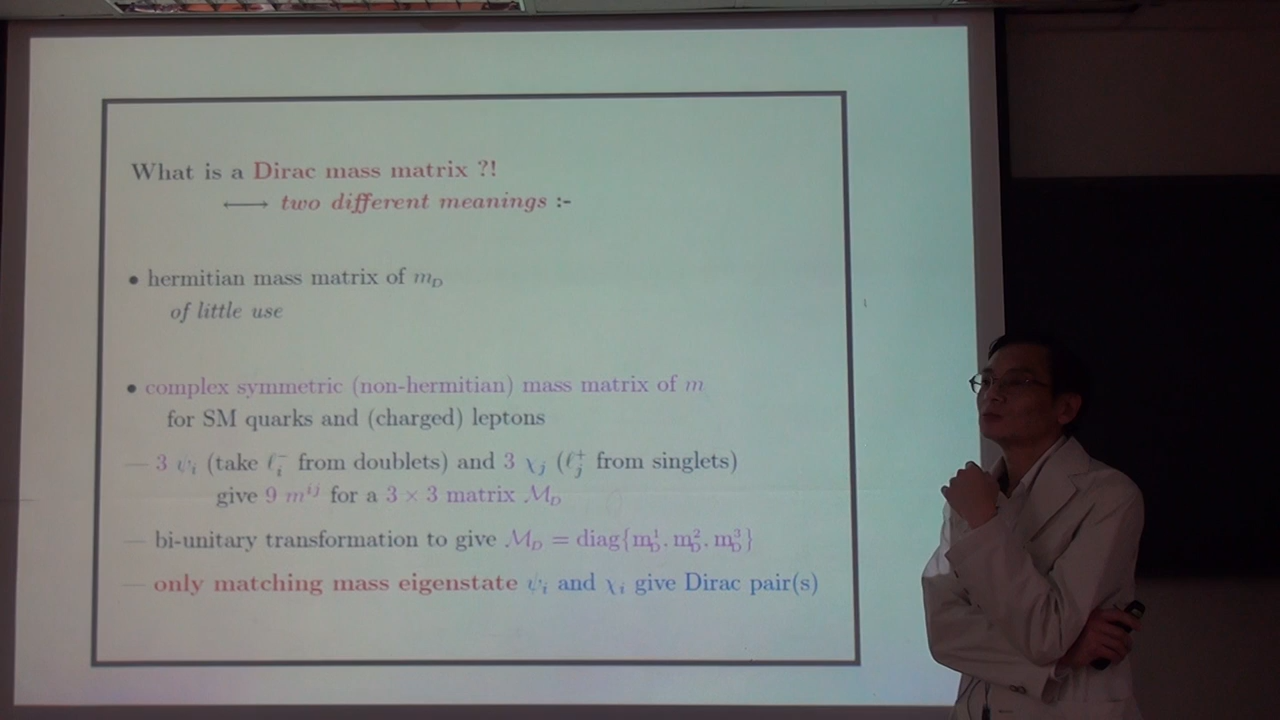 What is a Dirac mass matrix ?!
⟷ two different meanings :-
• hermitian mass matrix of m_D
of little use
• complex symmetric (non-hermitian) mass matrix of m
for SM quarks and (charged) leptons
— 3 ψ_i (take ℓ_i^- from doublets) and 3 χ_j (ℓ_j^+ from singlets)
give 9 m^{ij} for a 3 × 3 matrix ℳ_D
— bi-unitary transformation to give ℳ_D = diag{m_D^1, m_D^2, m_D^3}
— only matching mass eigenstate ψ_i and χ_i give Dirac pair(s)